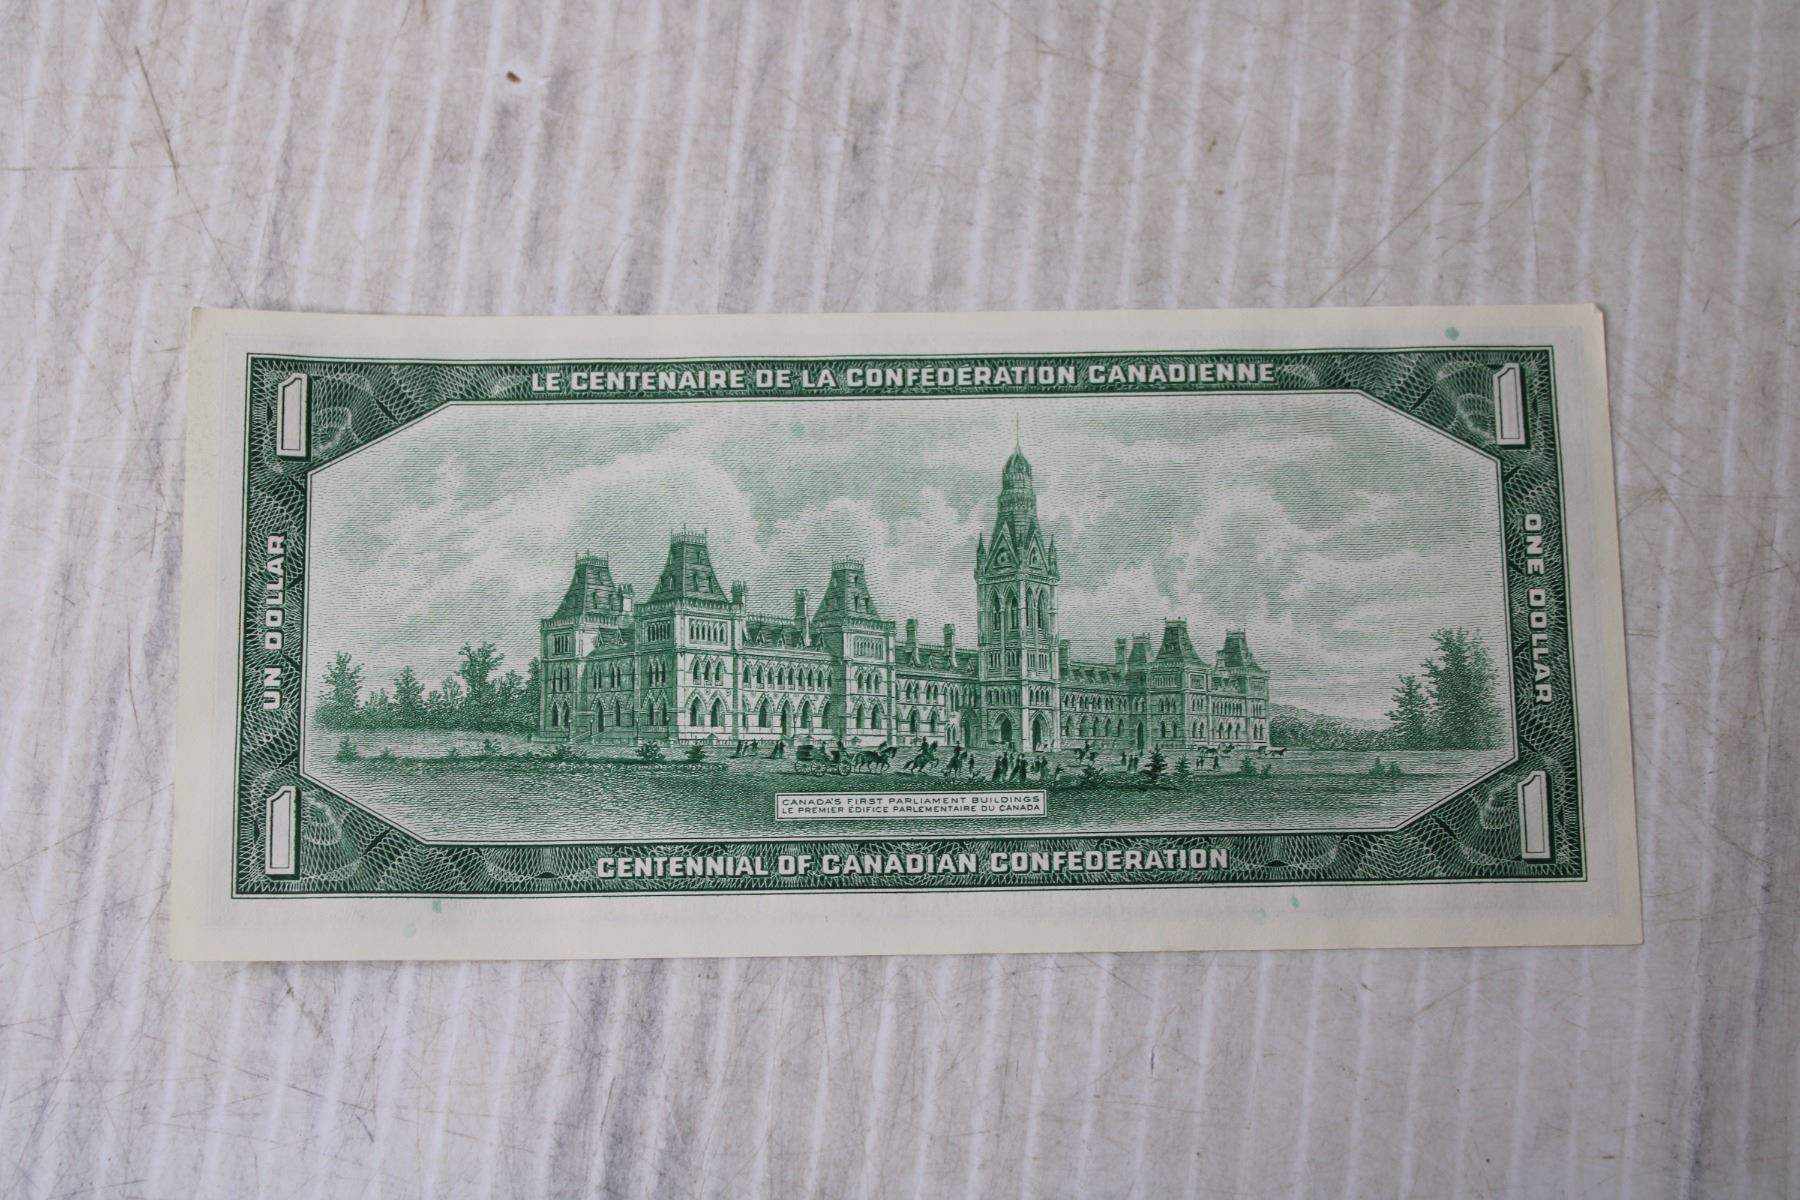 1 LE CENTENAIRE DE LA CONFÉDÉRATION CANADIENNE 1
UN DOLLAR
ONE DOLLAR
CANADA'S FIRST PARLIAMENT BUILDINGS
LE PREMIER ÉDIFICE PARLEMENTAIRE DU CANADA
1 CENTENNIAL OF CANADIAN CONFEDERATION 1